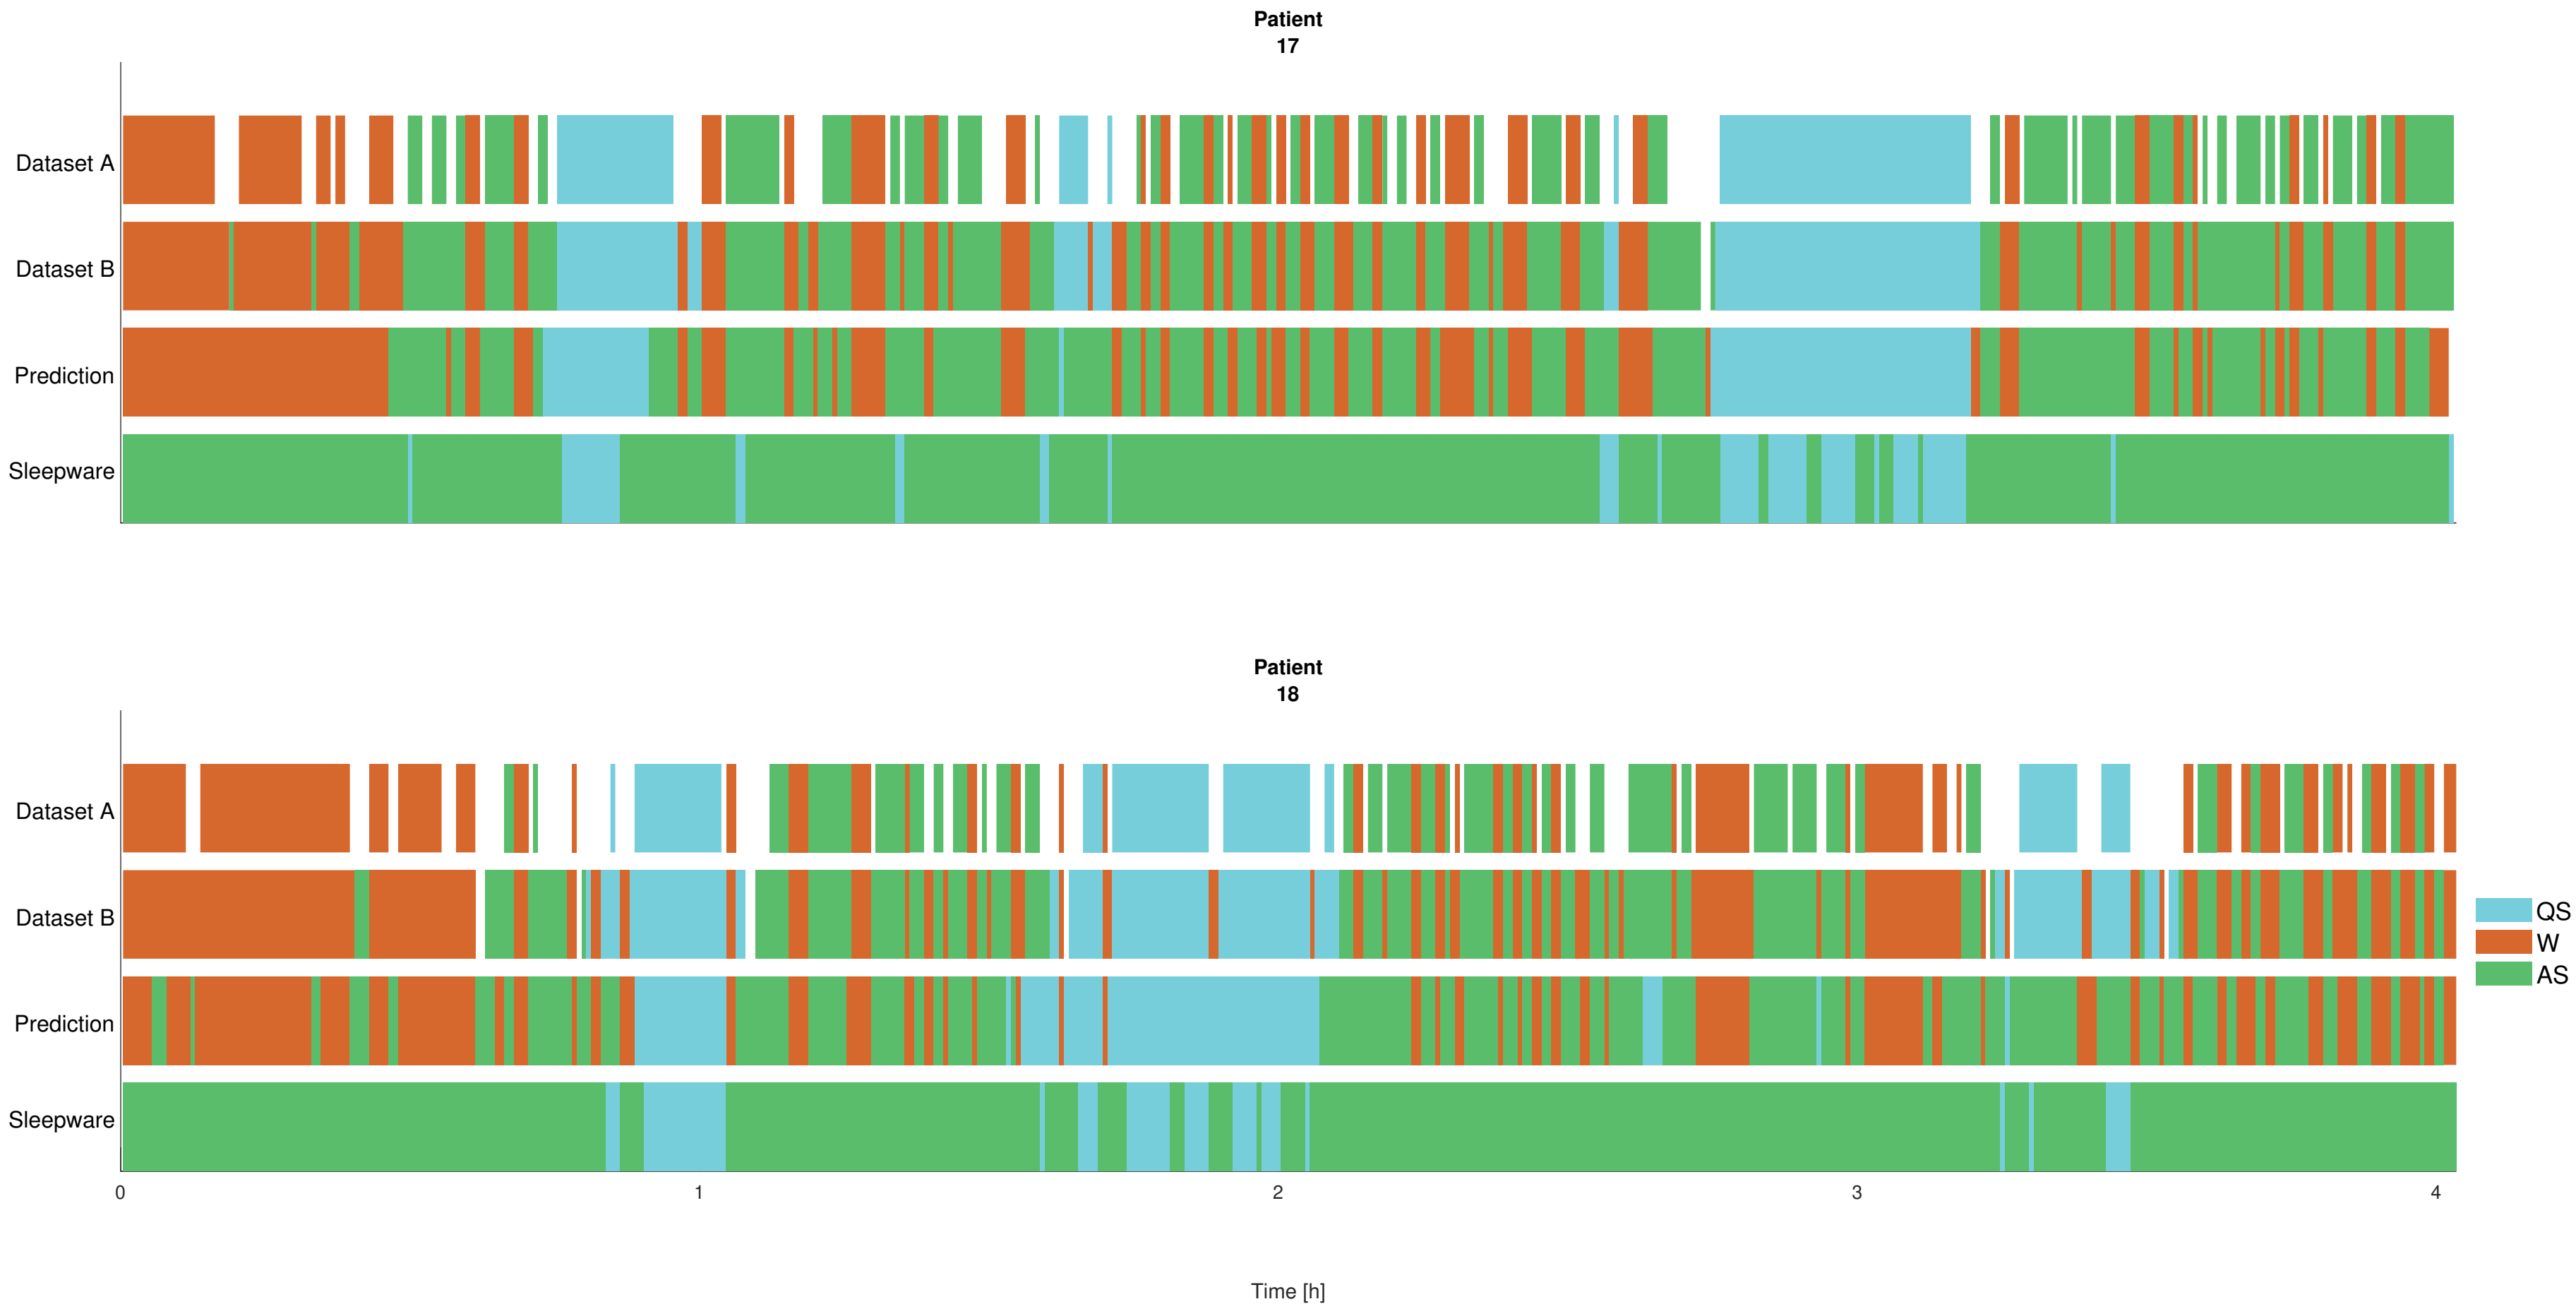 Patient
17
Dataset A
Dataset B
Prediction
Sleepware
Patient
18
Dataset A
Dataset B
Prediction
Sleepware
QS
W
AS
0 1 2 3 4
Time [h]